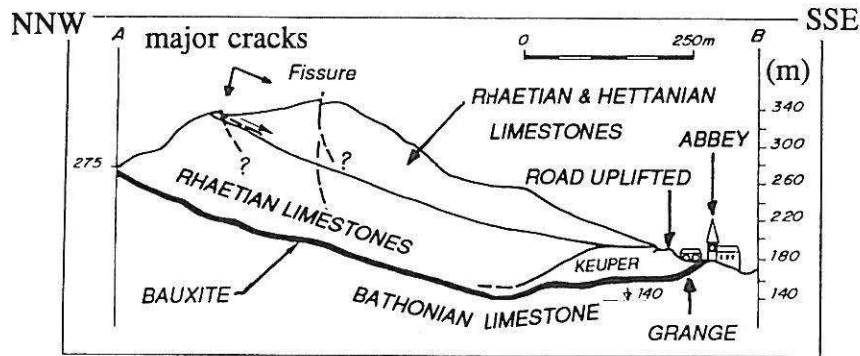 NNW A major cracks 0 250m B SSE
Fissure (m)
RHAETIAN & HETTANIAN
LIMESTONES
340
300
ABBEY
275
? ?
ROAD UPLIFTED
260
220
RHAETIAN LIMESTONES
KEUPER
180
BAUXITE
BATHONIAN LIMESTONE
140
140
GRANGE